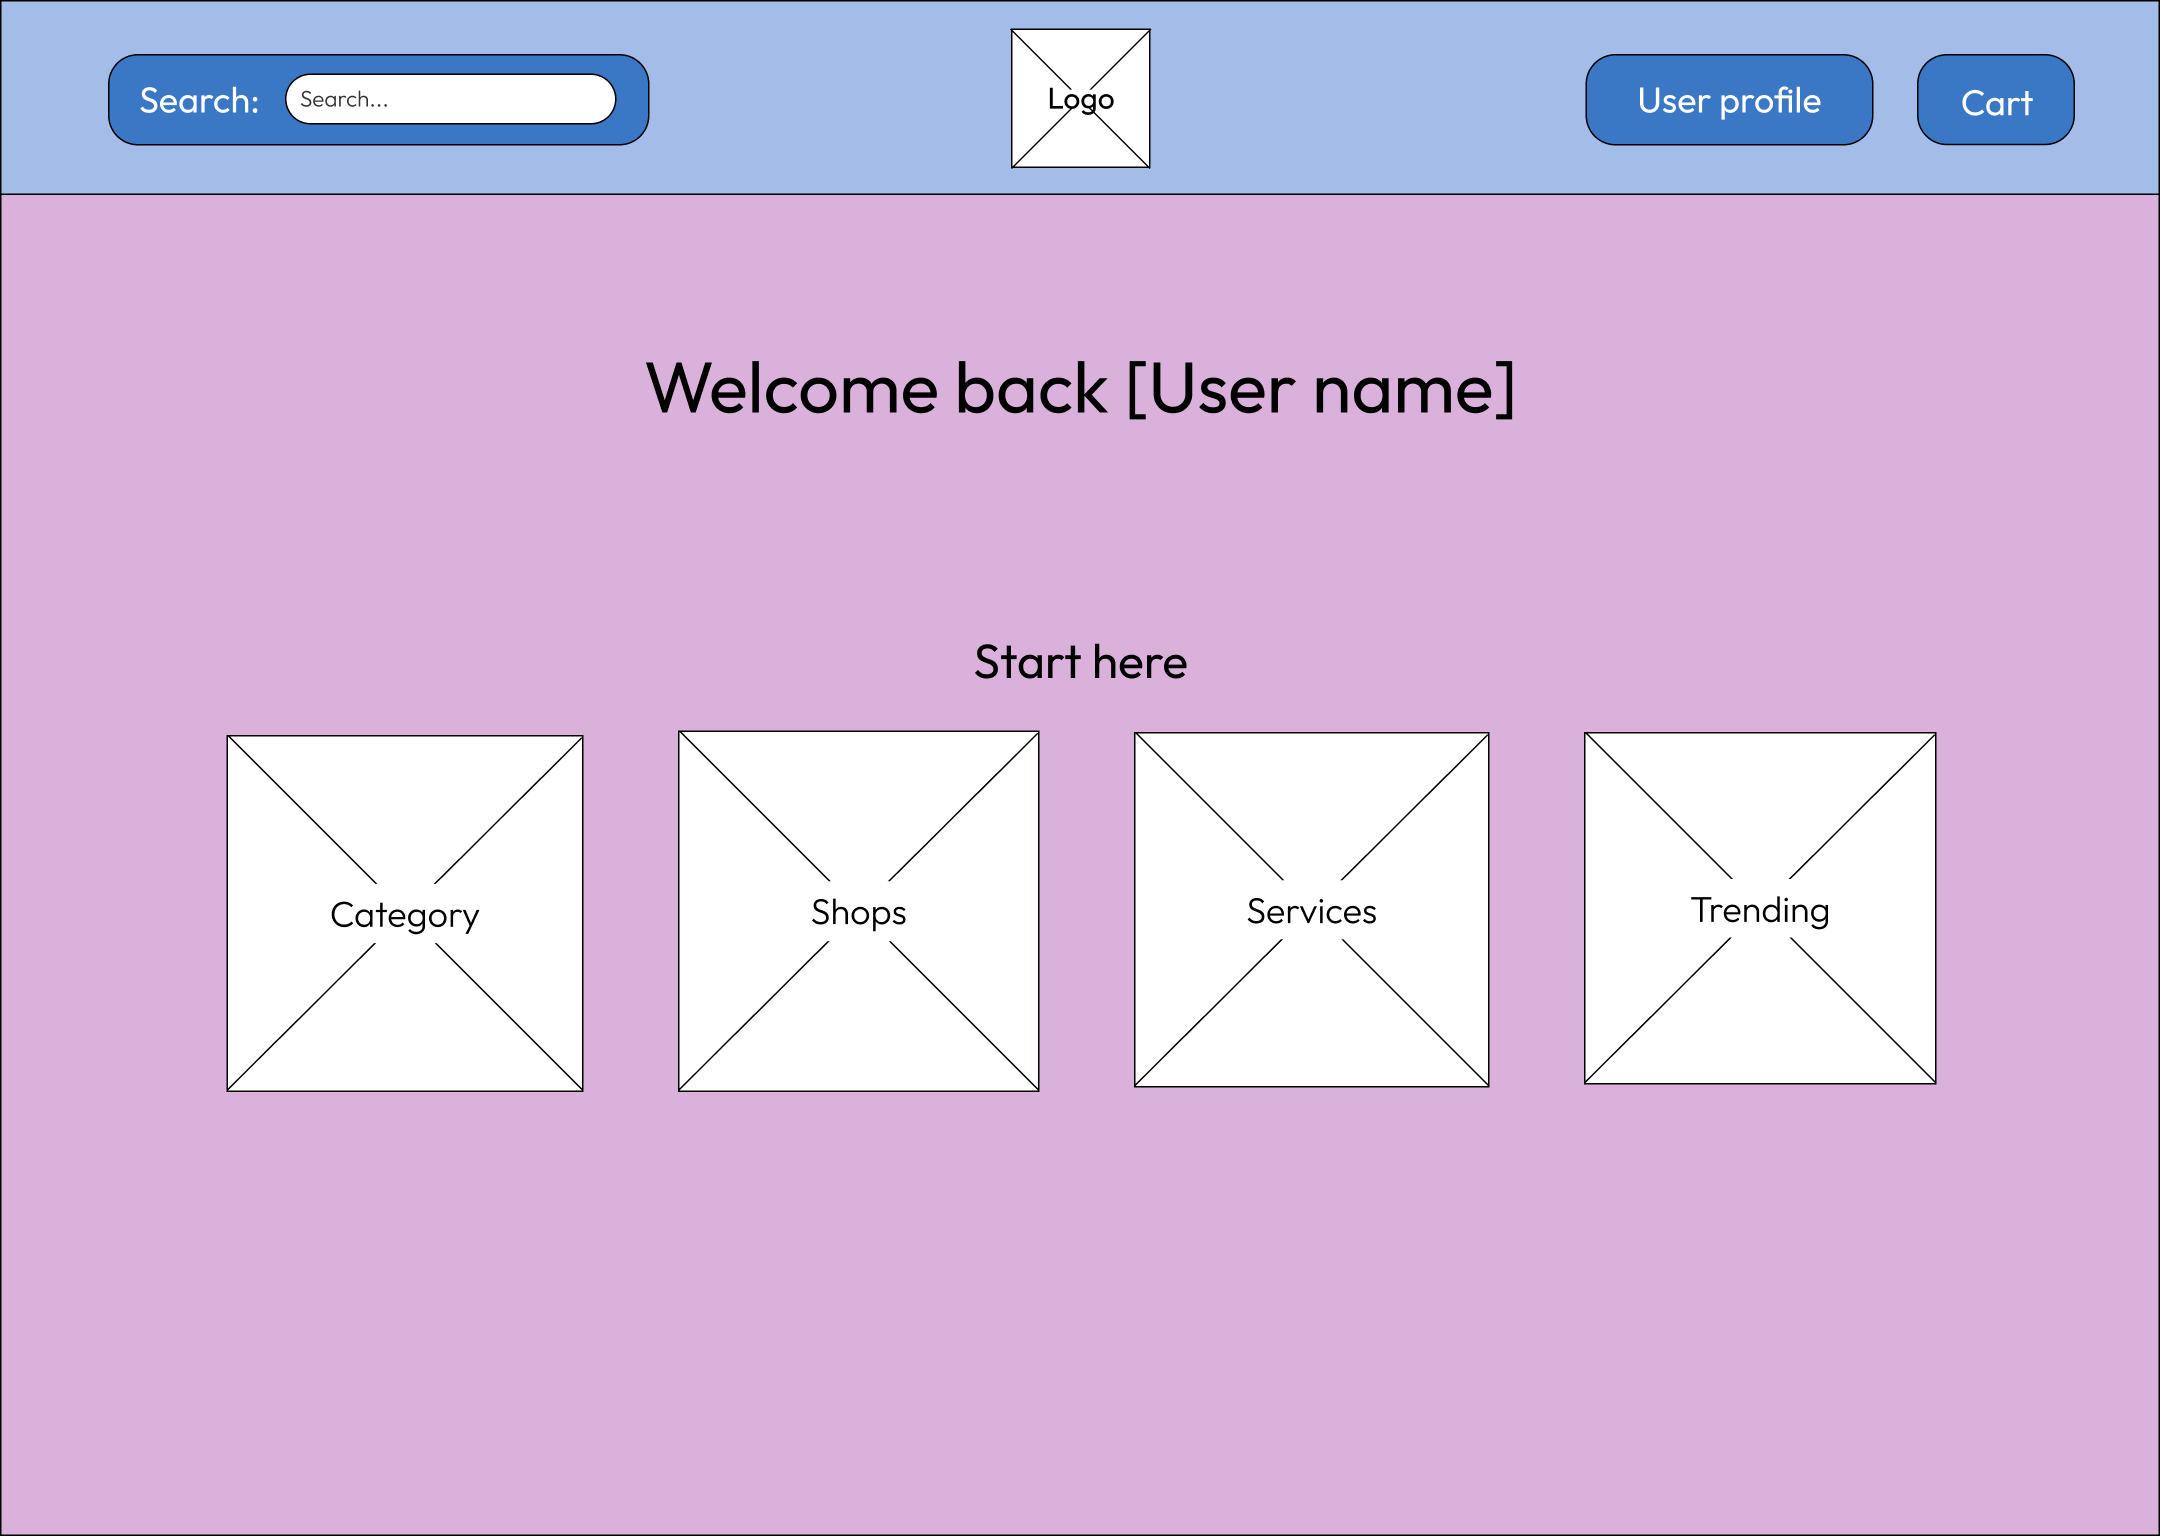 Search:
Search...
Logo
User profile
Cart
Welcome back [User name]
Start here
Category
Shops
Services
Trending